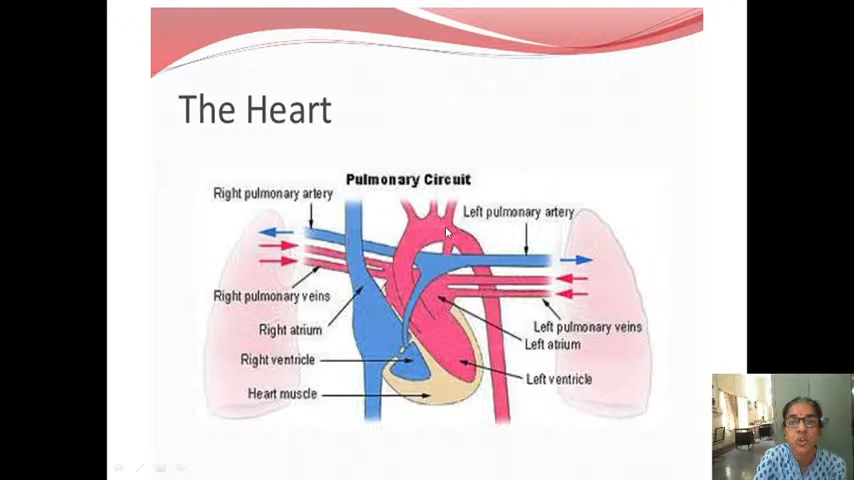 The Heart
Pulmonary Circuit
Right pulmonary artery
Left pulmonary artery
Right pulmonary veins
Right atrium
Left pulmonary veins
Left atrium
Right ventricle
Left ventricle
Heart muscle